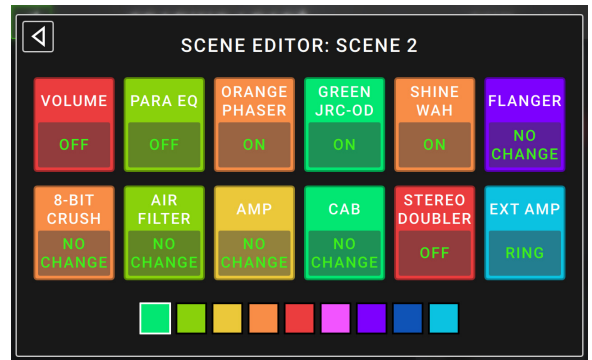 SCENE EDITOR: SCENE 2
VOLUME
OFF
PARA EQ
OFF
ORANGE
PHASER
ON
GREEN
JRC-OD
ON
SHINE
WAH
ON
FLANGER
NO
CHANGE
8-BIT
CRUSH
NO
CHANGE
AIR
FILTER
NO
CHANGE
AMP
NO
CHANGE
CAB
NO
CHANGE
STEREO
DOUBLER
OFF
EXT AMP
RING